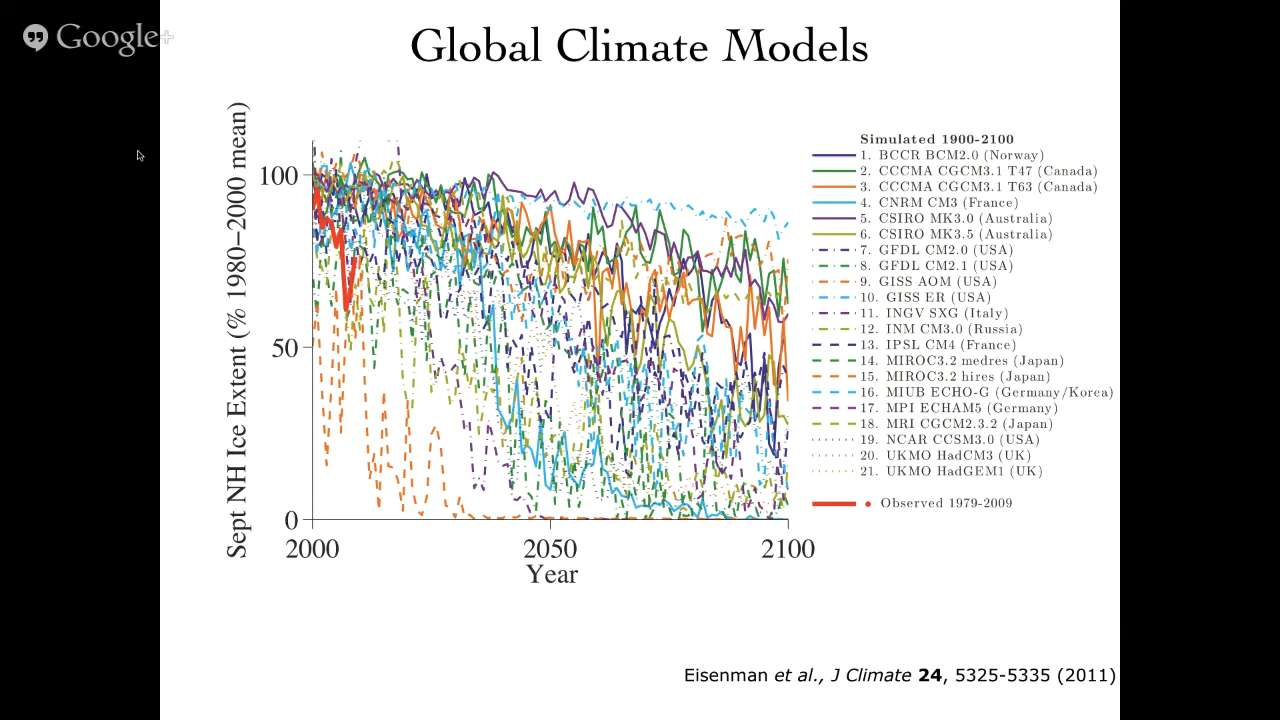 Google+
Global Climate Models
Sept NH Ice Extent (% 1980−2000 mean)
100
50
0
2000
2050
2100
Year
Simulated 1900-2100
1. BCCR BCM2.0 (Norway)
2. CCCMA CGCM3.1 T47 (Canada)
3. CCCMA CGCM3.1 T63 (Canada)
4. CNRM CM3 (France)
5. CSIRO MK3.0 (Australia)
6. CSIRO MK3.5 (Australia)
7. GFDL CM2.0 (USA)
8. GFDL CM2.1 (USA)
9. GISS AOM (USA)
10. GISS ER (USA)
11. INGV SXG (Italy)
12. INM CM3.0 (Russia)
13. IPSL CM4 (France)
14. MIROC3.2 medres (Japan)
15. MIROC3.2 hires (Japan)
16. MIUB ECHO-G (Germany/Korea)
17. MPI ECHAM5 (Germany)
18. MRI CGCM2.3.2 (Japan)
19. NCAR CCSM3.0 (USA)
20. UKMO HadCM3 (UK)
21. UKMO HadGEM1 (UK)
Observed 1979-2009
Eisenman et al., J Climate 24, 5325-5335 (2011)